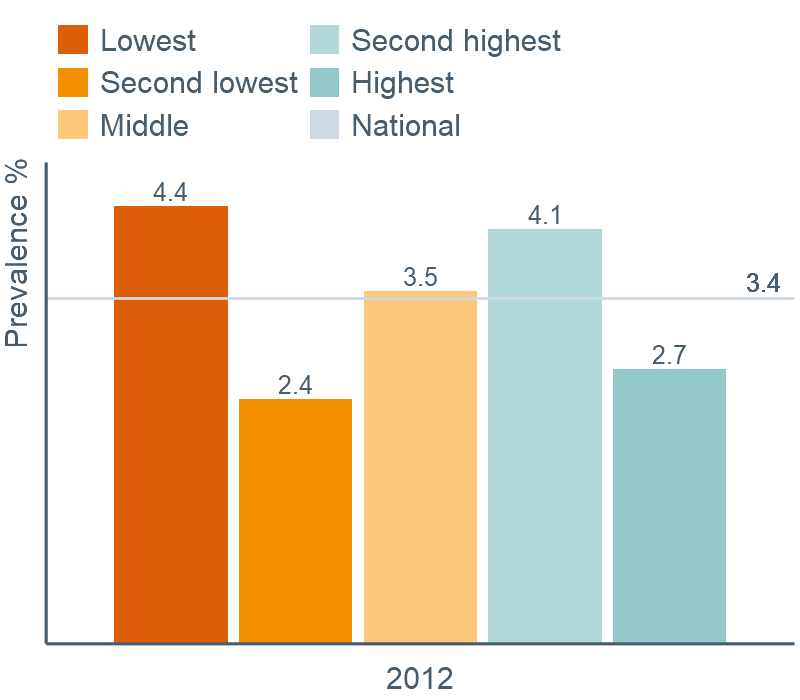 Lowest
Second lowest
Middle
Second highest
Highest
National
Prevalence %
4.4
2.4
3.5
4.1
2.7
3.4
2012